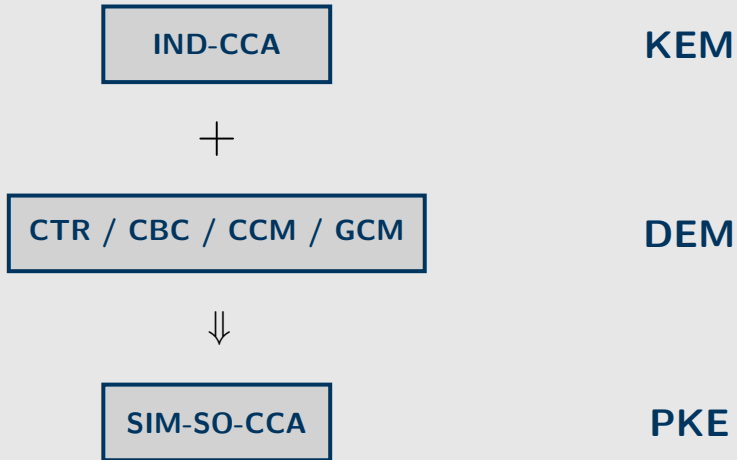 IND-CCA KEM
+
CTR / CBC / CCM / GCM DEM
⇓
SIM-SO-CCA PKE